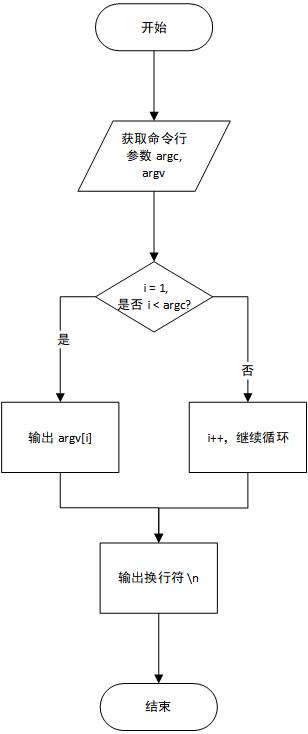 开始
获取命令行
参数 argc,
argv
i = 1,
是否 i < argc?
是
否
输出 argv[i]
i++，继续循环
输出换行符 \n
结束